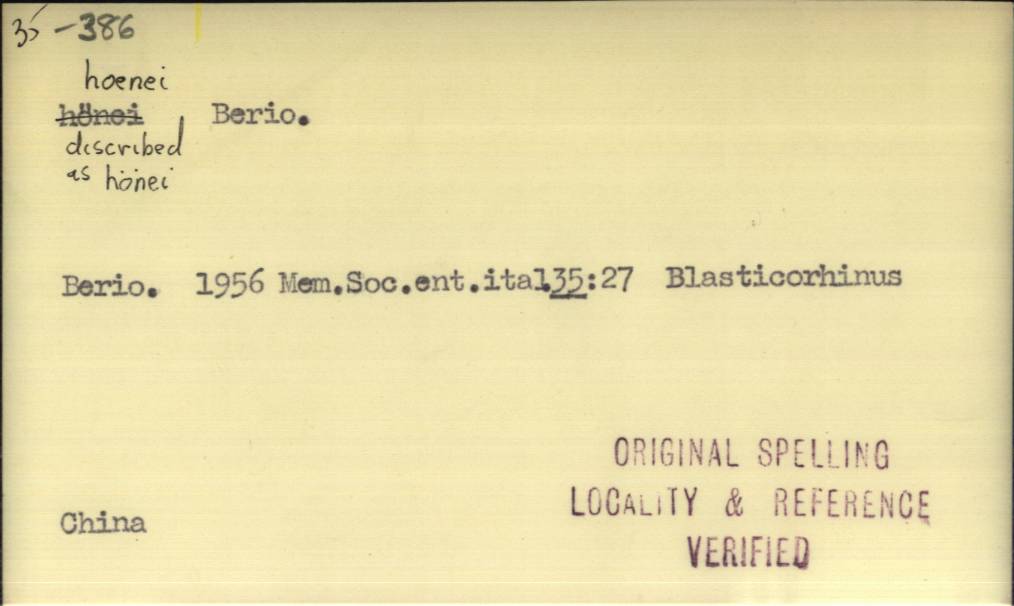 35 -386
hoenei
hönei, Berio.
discribed
as hönei
Berio. 1956 Mem.Soc.ent.ital.35:27 Blasticorhinus
ORIGINAL SPELLING
LOCALITY & REFERENCE
VERIFIED
China